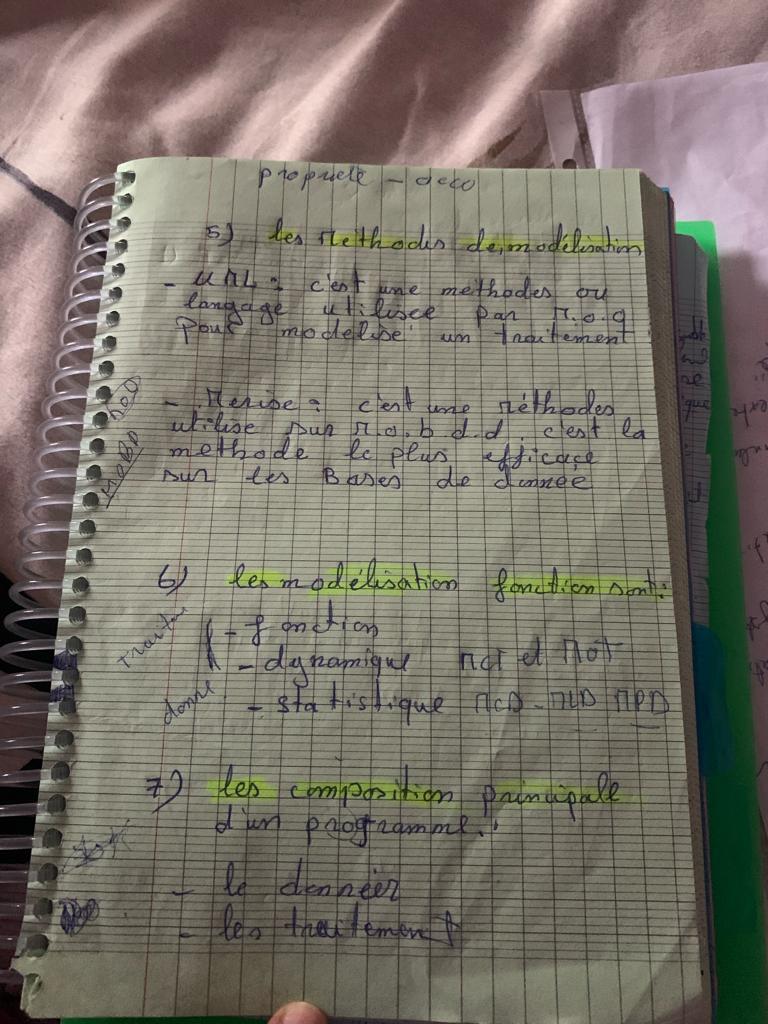 propriete - deco
5) les Methodes de modélisation
- UML : c'est une methodes ou
langage utilisee par M.o.g
pour modelise un traitement
- Merise : c'est une Méthodes
utilise sur M.o.b.d.d. c'est la
methode le plus efficace
sur les Bases de donnée
6) les modélisation fonction sont:
- fonction
- dynamique MCT et MOT
- statistique MCD - MLD MPD
donne
7) les composition principale
d'un programme.
- le donnéer
- les traitement